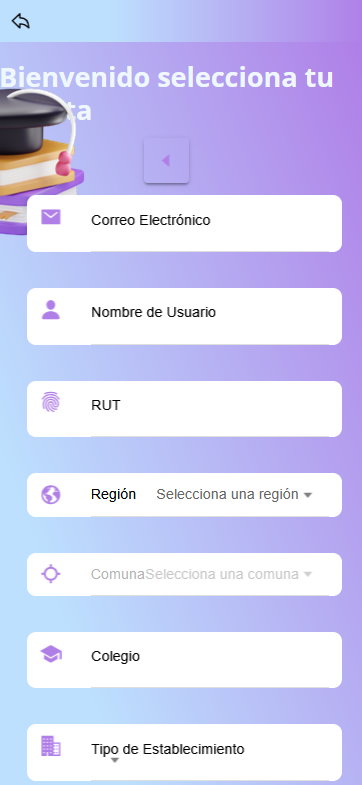 Bienvenido selecciona tu
ta
Correo Electrónico
Nombre de Usuario
RUT
Región Selecciona una región
Comuna Selecciona una comuna
Colegio
Tipo de Establecimiento